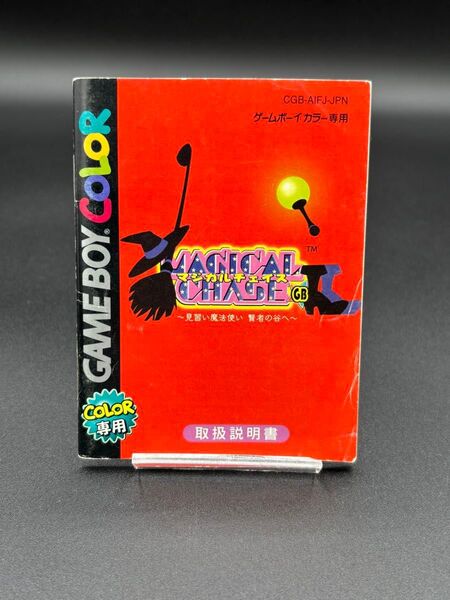 CGB-AIFJ-JPN
ゲームボーイカラー専用
GAME BOY COLOR
MAGICAL
マジカルチェイス
CHASE
GB
TM
～見習い魔法使い 賢者の谷へ～
COLOR
専用
取扱説明書